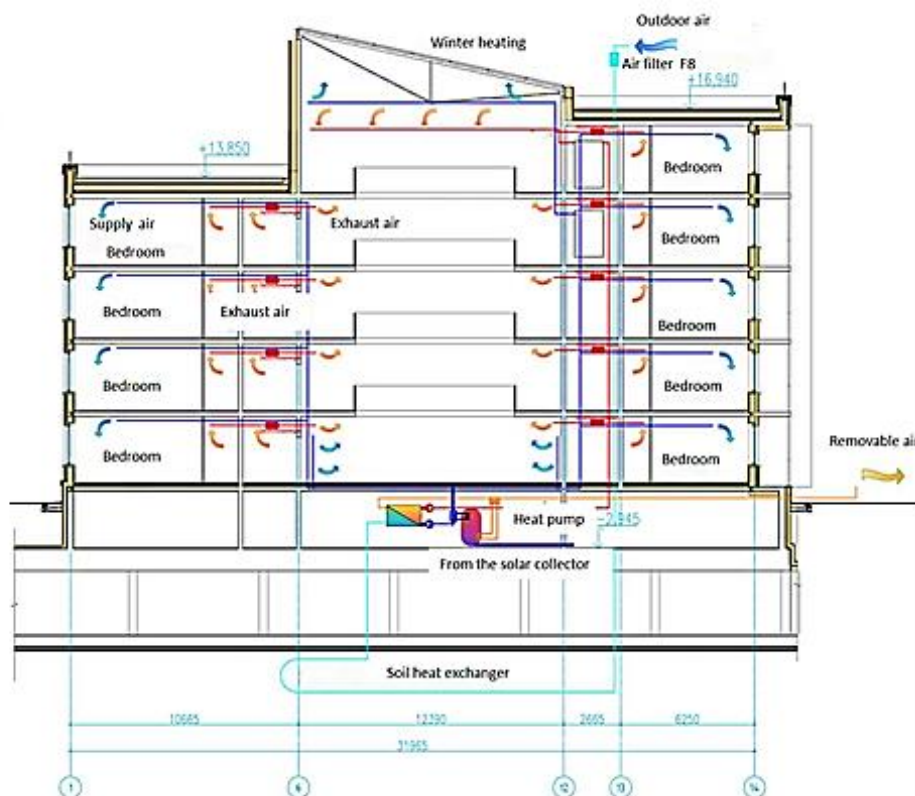 Outdoor air
Winter heating
Air filter F8
+16,940
+13,850
Bedroom
Supply air
Exhaust air
Bedroom
Bedroom
Bedroom
Exhaust air
Bedroom
Bedroom
Bedroom
Bedroom
Bedroom
Removable air
Heat pump
-2,945
From the solar collector
Soil heat exchanger
10665
12390
2665
6250
31965
1
6
12
13
14